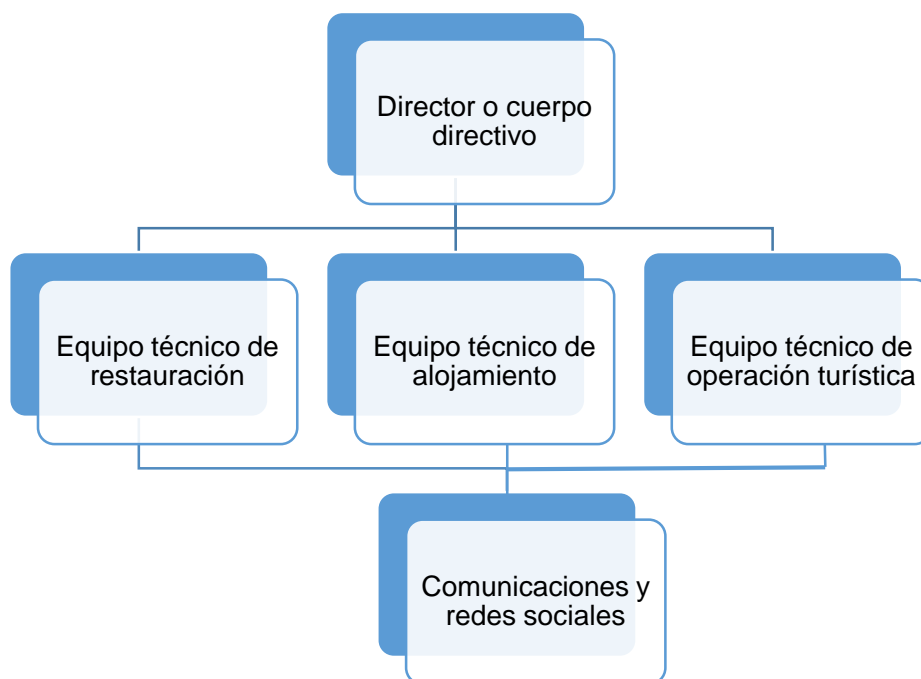 Director o cuerpo
directivo
Equipo técnico de
restauración
Equipo técnico de
alojamiento
Equipo técnico de
operación turística
Comunicaciones y
redes sociales